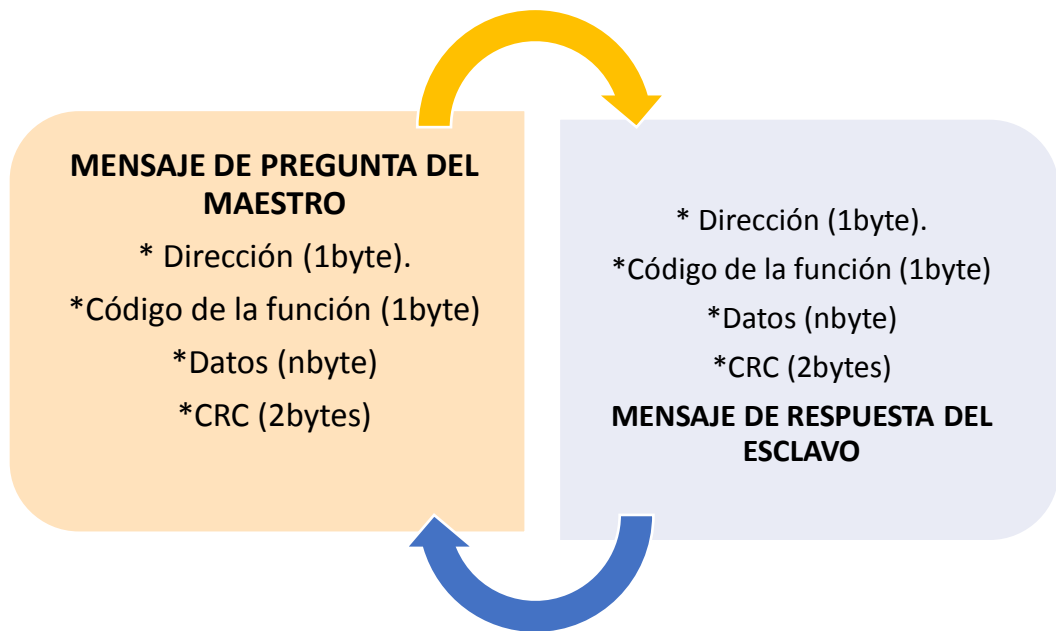 MENSAJE DE PREGUNTA DEL
MAESTRO
* Dirección (1byte).
*Código de la función (1byte)
*Datos (nbyte)
*CRC (2bytes)
* Dirección (1byte).
*Código de la función (1byte)
*Datos (nbyte)
*CRC (2bytes)
MENSAJE DE RESPUESTA DEL
ESCLAVO